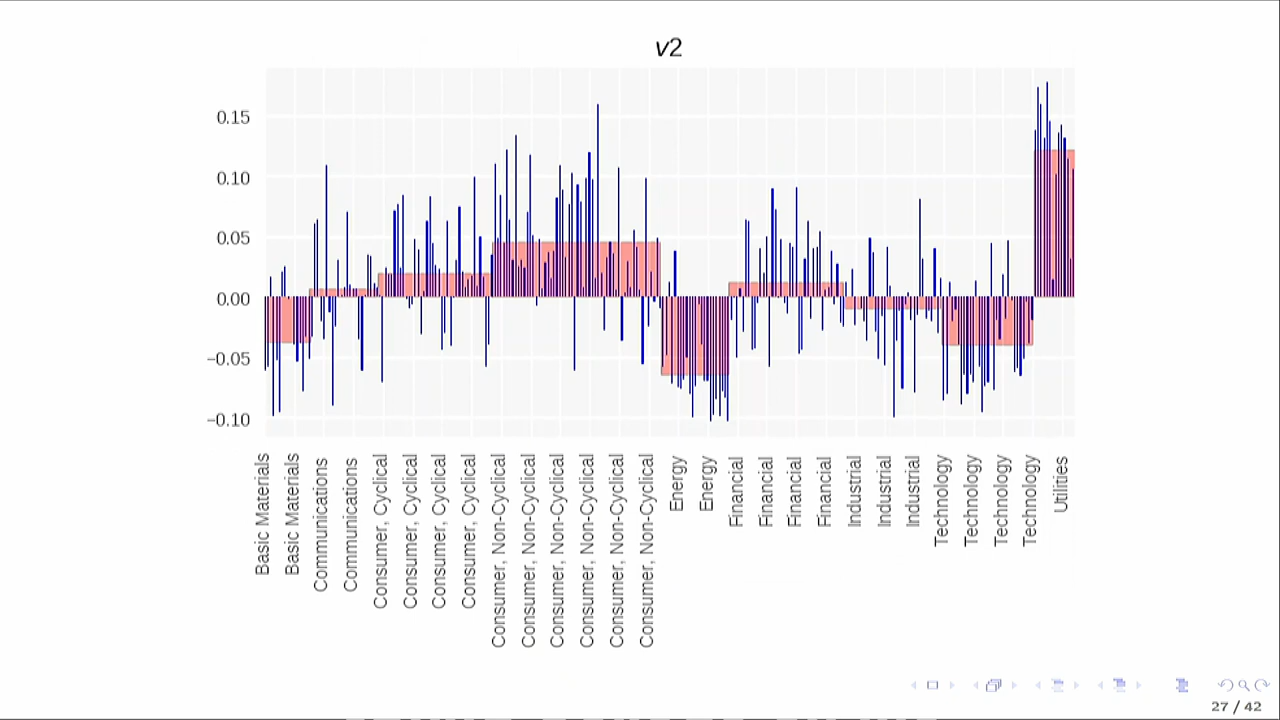 v2
0.15
0.10
0.05
0.00
−0.05
−0.10
Basic Materials
Basic Materials
Communications
Communications
Consumer, Cyclical
Consumer, Cyclical
Consumer, Cyclical
Consumer, Cyclical
Consumer, Non-Cyclical
Consumer, Non-Cyclical
Consumer, Non-Cyclical
Consumer, Non-Cyclical
Consumer, Non-Cyclical
Consumer, Non-Cyclical
Energy
Energy
Financial
Financial
Financial
Financial
Industrial
Industrial
Industrial
Technology
Technology
Technology
Technology
Utilities
27 / 42